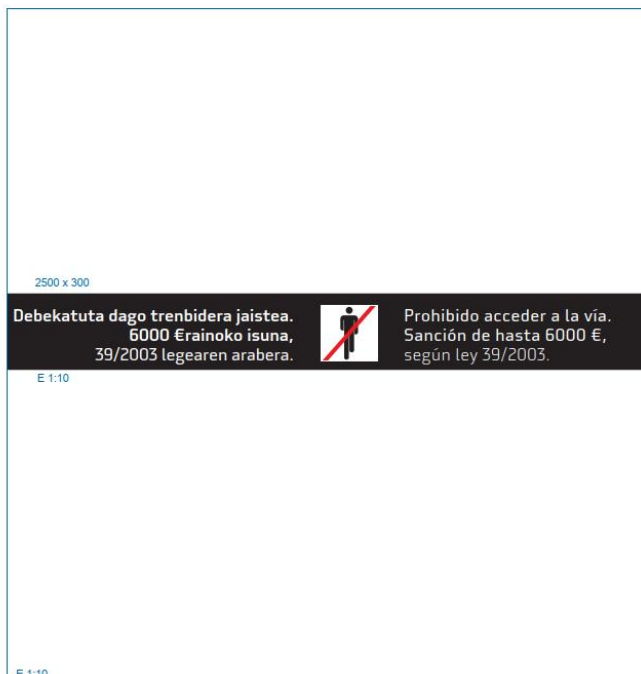 2500 x 300
Debekatuta dago trenbidera jaistea.
6000 €rainoko isuna,
39/2003 legearen arabera.
Prohibido acceder a la vía.
Sanción de hasta 6000 €,
según ley 39/2003.
E 1:10
E 1:10